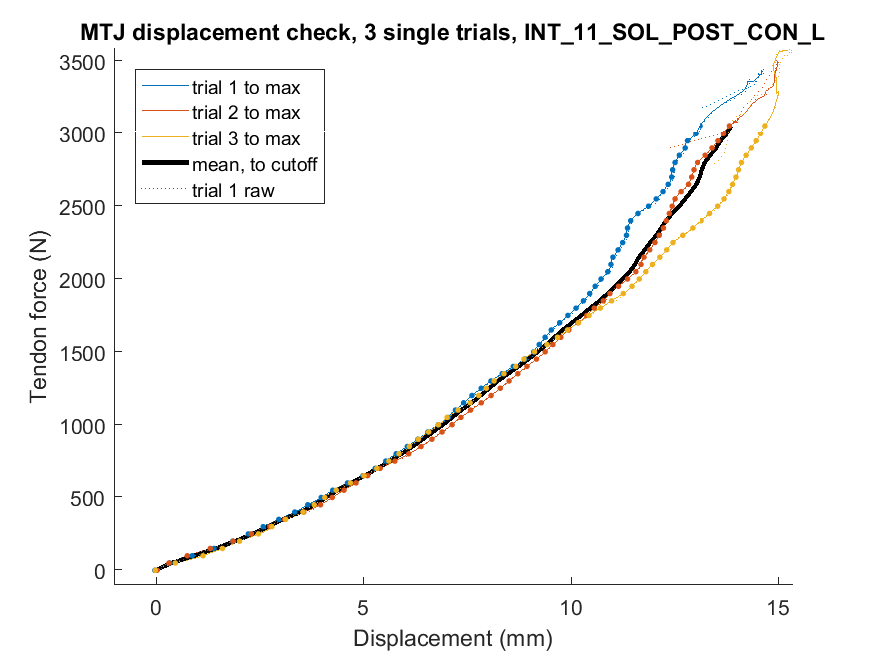 MTJ displacement check, 3 single trials, INT_11_SOL_POST_CON_L
3500
3000
2500
2000
1500
1000
500
0
Tendon force (N)
trial 1 to max
trial 2 to max
trial 3 to max
mean, to cutoff
trial 1 raw
0
5
10
15
Displacement (mm)